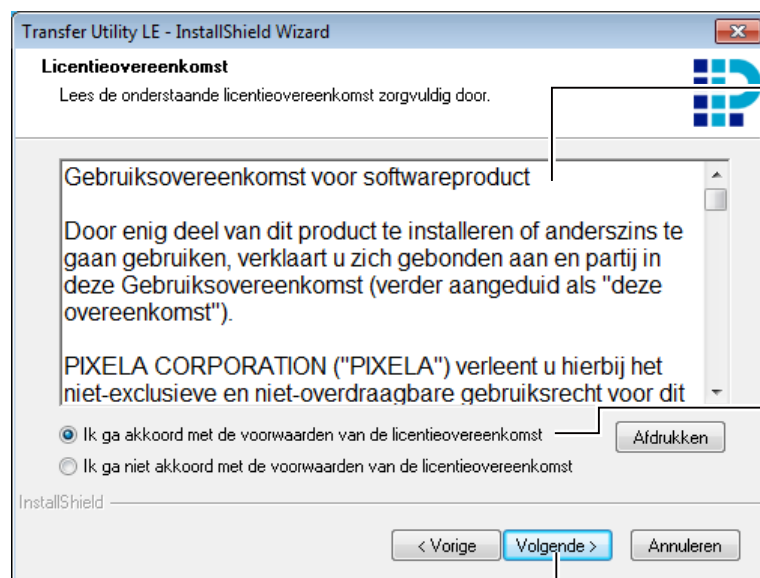 Transfer Utility LE - InstallShield Wizard
Licentieovereenkomst
Lees de onderstaande licentieovereenkomst zorgvuldig door.
Gebruiksovereenkomst voor softwareproduct
Door enig deel van dit product te installeren of anderszins te
gaan gebruiken, verklaart u zich gebonden aan en partij in
deze Gebruiksovereenkomst (verder aangeduid als "deze
overeenkomst").
PIXELA CORPORATION ("PIXELA") verleent u hierbij het
niet-exclusieve en niet-overdraagbare gebruiksrecht voor dit
Ik ga akkoord met de voorwaarden van de licentieovereenkomst
Afdrukken
Ik ga niet akkoord met de voorwaarden van de licentieovereenkomst
InstallShield
< Vorige
Volgende >
Annuleren